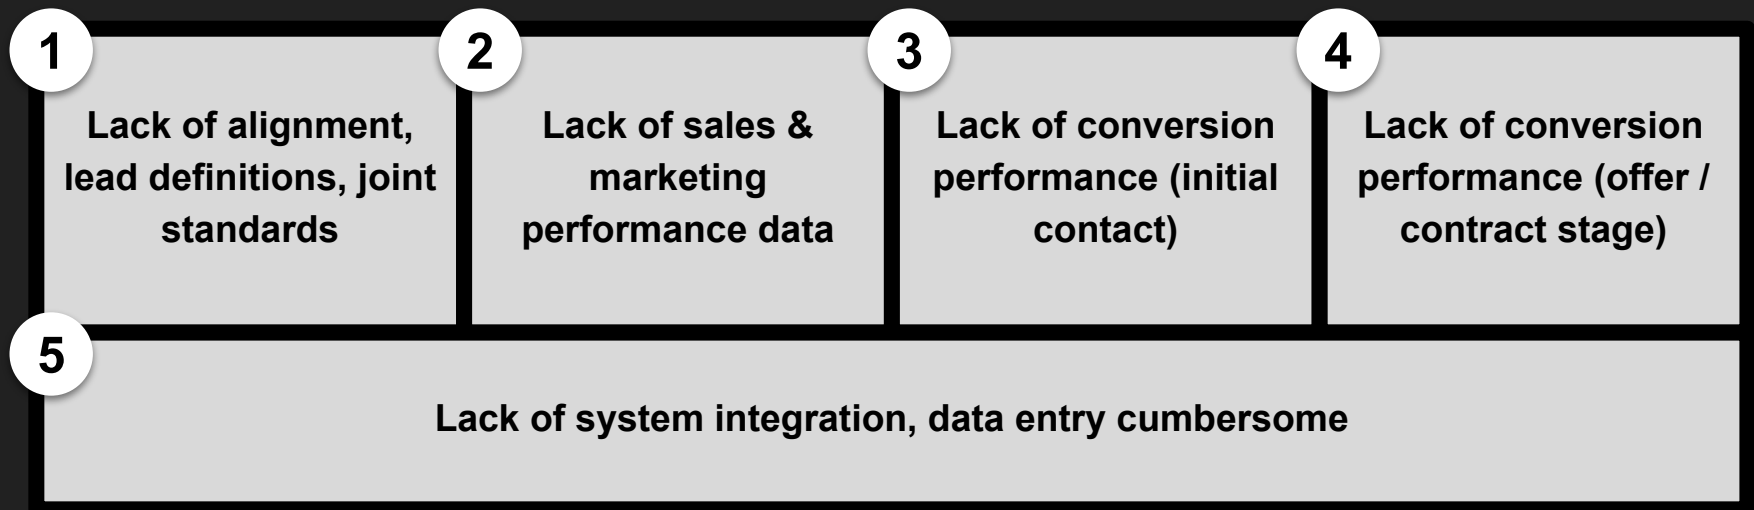 1
Lack of alignment,
lead definitions, joint
standards
2
Lack of sales &
marketing
performance data
3
Lack of conversion
performance (initial
contact)
4
Lack of conversion
performance (offer /
contract stage)
5
Lack of system integration, data entry cumbersome